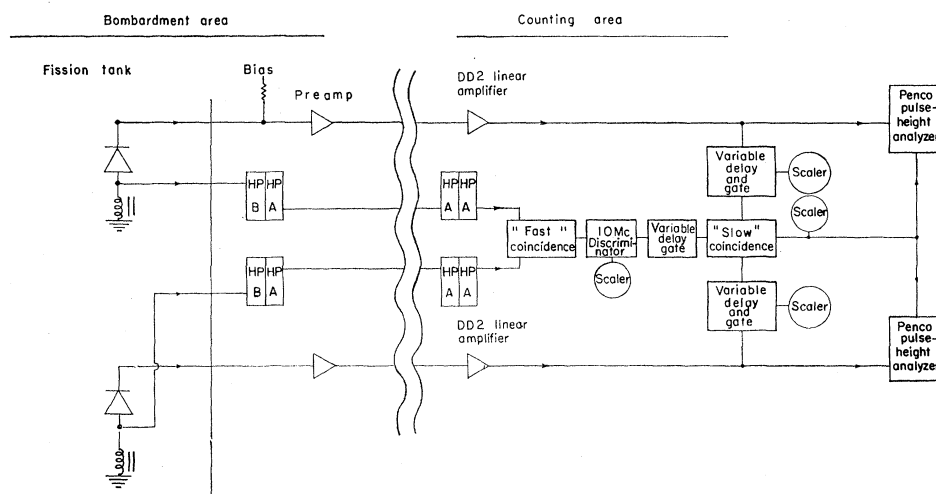 Bombardment area
Counting area
Fission tank
Bias
Preamp
DD2 linear
amplifier
Penco
pulse-
height
analyzer
Variable
delay
and
gate
Scaler
HP HP
B A
HP HP
A A
Scaler
"Fast"
coincidence
10Mc
Discrimi-
nator
Variable
delay
gate
"Slow"
coincidence
Scaler
HP HP
B A
HP HP
A A
Variable
delay
and
gate
Scaler
DD2 linear
amplifier
Penco
pulse-
height
analyzer